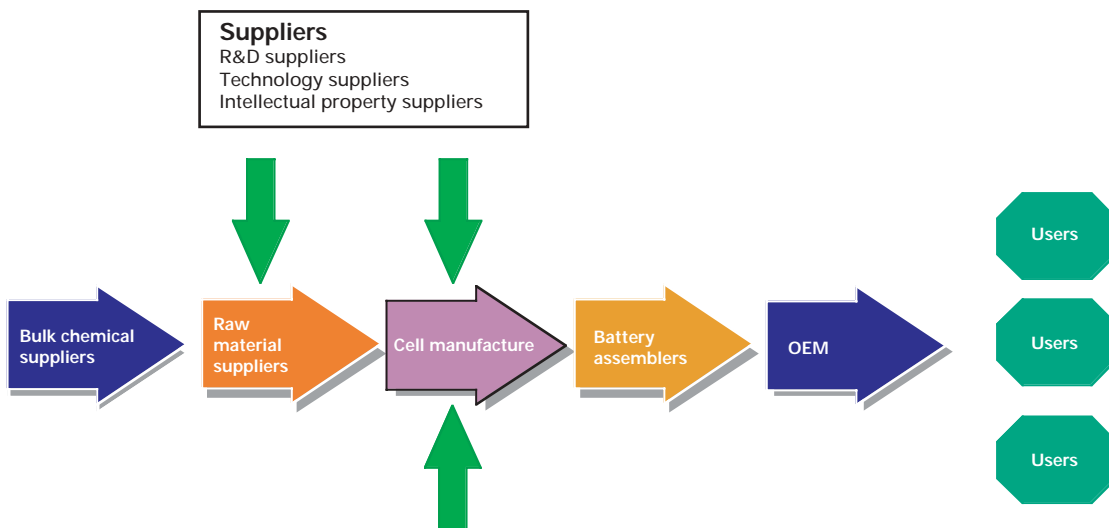 Suppliers
R&D suppliers
Technology suppliers
Intellectual property suppliers
Bulk chemical
suppliers
Raw
material
suppliers
Cell manufacture
Battery
assemblers
OEM
Users
Users
Users